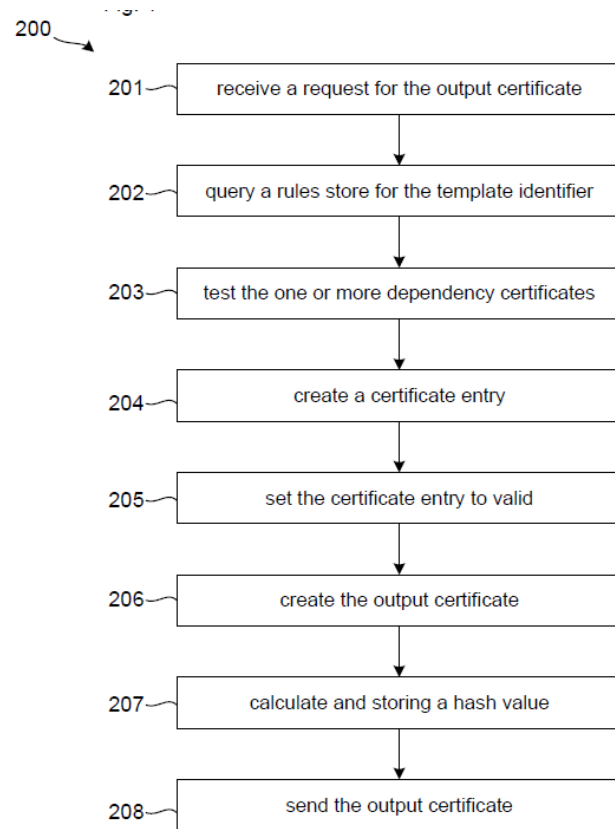 200
201 receive a request for the output certificate
202 query a rules store for the template identifier
203 test the one or more dependency certificates
204 create a certificate entry
205 set the certificate entry to valid
206 create the output certificate
207 calculate and storing a hash value
208 send the output certificate